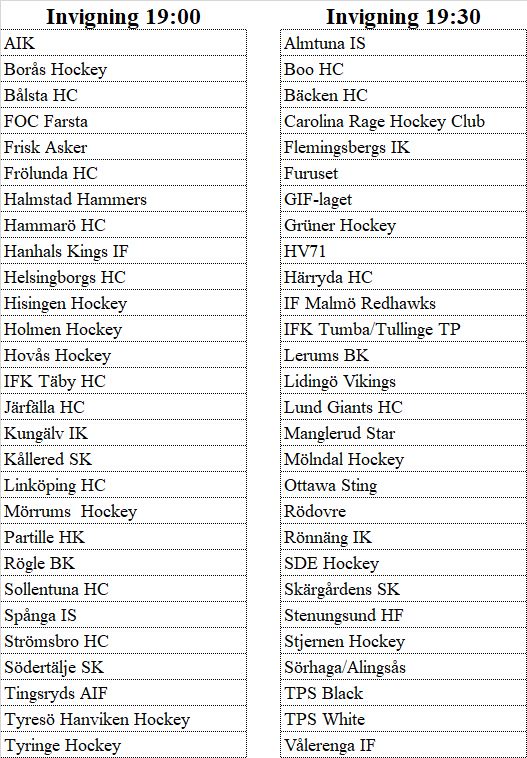 Invigning 19:00
AIK
Borås Hockey
Bålsta HC
FOC Farsta
Frisk Asker
Frölunda HC
Halmstad Hammers
Hammarö HC
Hanhals Kings IF
Helsingborgs HC
Hisingen Hockey
Holmen Hockey
Hovås Hockey
IFK Täby HC
Järfälla HC
Kungälv IK
Kållered SK
Linköping HC
Mörrums  Hockey
Partille HK
Rögle BK
Sollentuna HC
Spånga IS
Strömsbro HC
Södertälje SK
Tingsryds AIF
Tyresö Hanviken Hockey
Tyringe Hockey
Invigning 19:30
Almtuna IS
Boo HC
Bäcken HC
Carolina Rage Hockey Club
Flemingsbergs IK
Furuset
GIF-laget
Grüner Hockey
HV71
Härryda HC
IF Malmö Redhawks
IFK Tumba/Tullinge TP
Lerums BK
Lidingö Vikings
Lund Giants HC
Manglerud Star
Mölndal Hockey
Ottawa Sting
Rödovre
Rönnäng IK
SDE Hockey
Skärgårdens SK
Stenungsund HF
Stjernen Hockey
Sörhaga/Alingsås
TPS Black
TPS White
Vålerenga IF